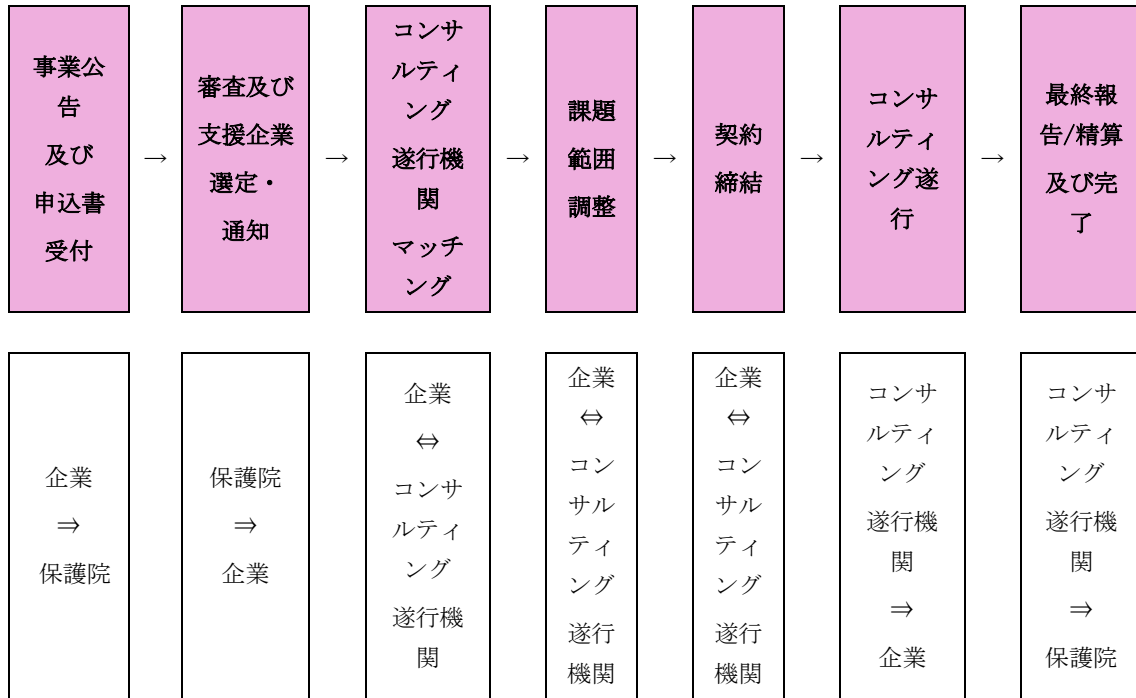 事業公
告
及び
申込書
受付
→
審査及び
支援企業
選定・
通知
→
コンサ
ルティ
ング
遂行機
関
マッチ
ング
→
課題
範囲
調整
→
契約
締結
→
コンサ
ルティ
ング遂
行
→
最終報
告/精算
及び完
了
企業
⇒
保護院
保護院
⇒
企業
企業
⇔
コンサ
ルティ
ング
遂行機
関
企業
⇔
コン
サル
ティ
ング
遂行
機関
企業
⇔
コン
サル
ティ
ング
遂行
機関
コンサ
ルティ
ング
遂行機
関
⇒
企業
コンサ
ルティ
ング
遂行機
関
⇒
保護院